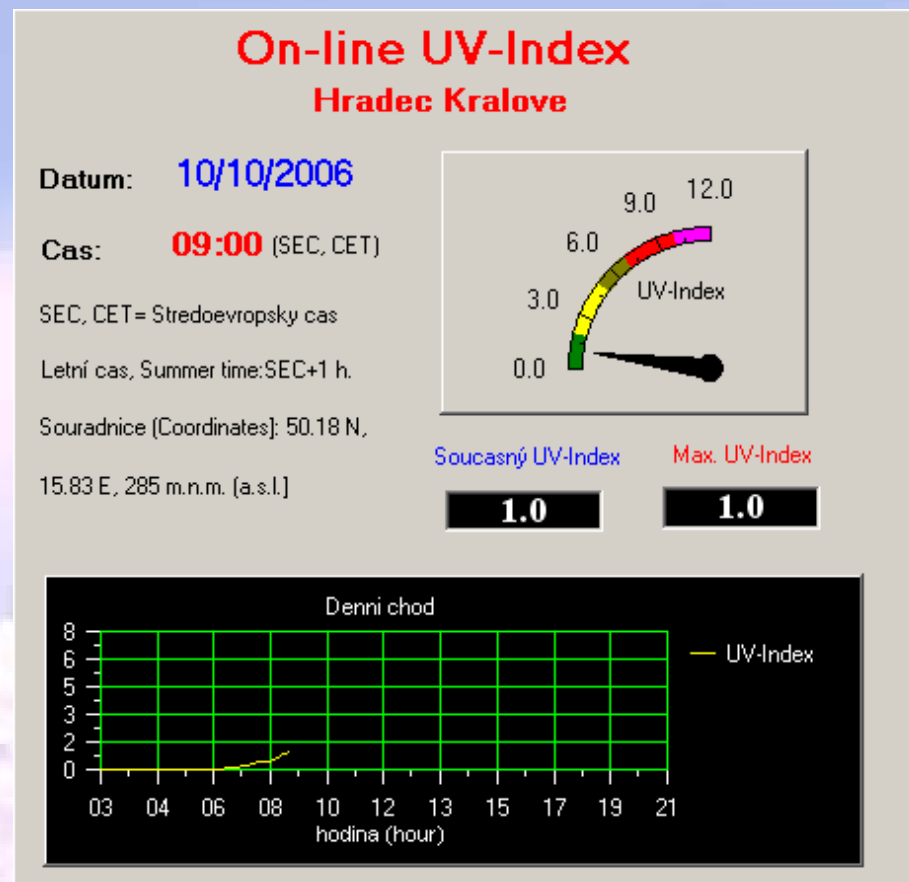 On-line UV-Index
Hradec Kralove
Datum: 10/10/2006
Cas: 09:00 (SEC, CET)
SEC, CET= Stredoevropsky cas
Letní cas, Summer time:SEC+1 h.
Souradnice (Coordinates): 50.18 N,
15.83 E, 285 m.n.m. (a.s.l.)
12.0
9.0
6.0
3.0
0.0
UV-Index
Soucasný UV-Index
1.0
Max. UV-Index
1.0
Denni chod
8
6
5
3
2
0
03 04 06 08 10 12 13 15 17 19 21
hodina (hour)
UV-Index